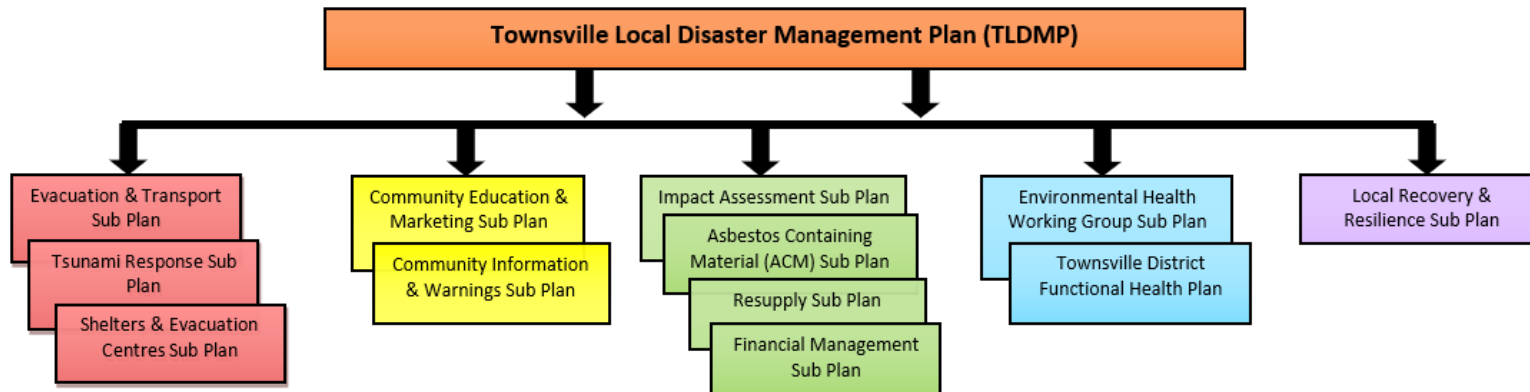 Townsville Local Disaster Management Plan (TLDMP)
Evacuation & Transport
Sub Plan
Tsunami Response Sub
Plan
Shelters & Evacuation
Centres Sub Plan
Community Education &
Marketing Sub Plan
Community Information
& Warnings Sub Plan
Impact Assessment Sub Plan
Asbestos Containing
Material (ACM) Sub Plan
Resupply Sub Plan
Financial Management
Sub Plan
Environmental Health
Working Group Sub Plan
Townsville District
Functional Health Plan
Local Recovery &
Resilience Sub Plan